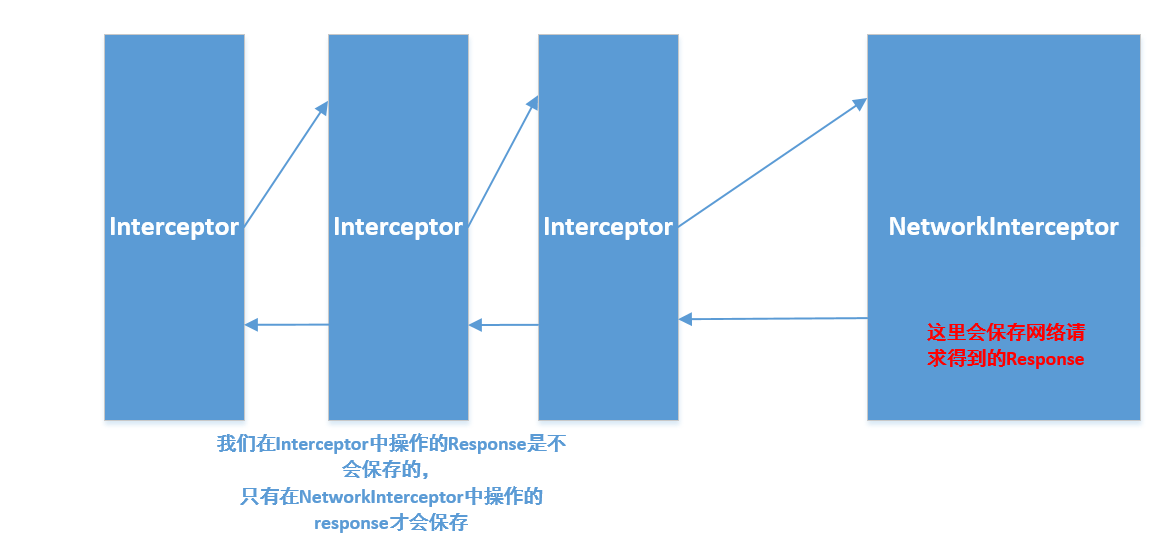 Interceptor
Interceptor
Interceptor
NetworkInterceptor
这里会保存网络请
求得到的Response
我们在Interceptor中操作的Response是不
会保存的，
只有在NetworkInterceptor中操作的
response才会保存